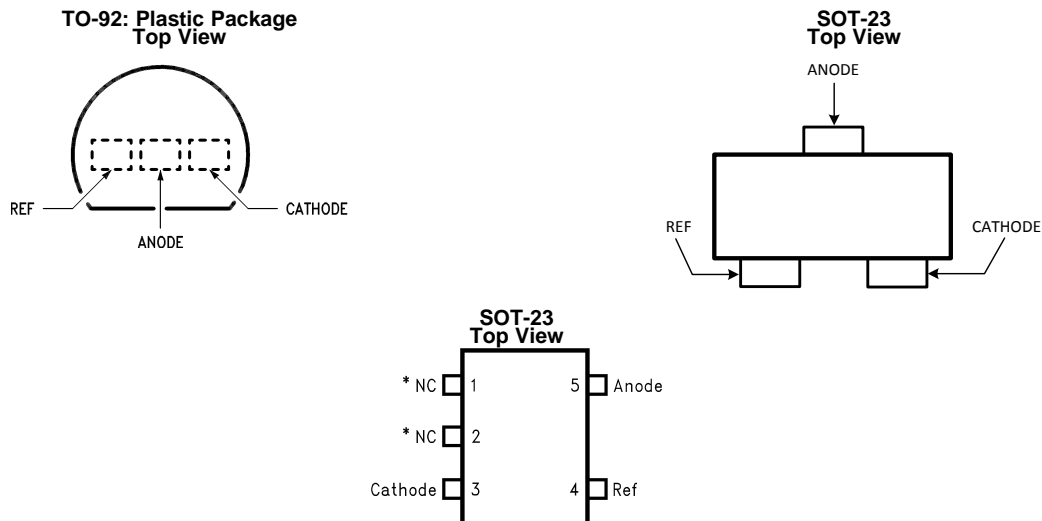 TO-92: Plastic Package
Top View
REF
ANODE
CATHODE
SOT-23
Top View
ANODE
REF
CATHODE
SOT-23
Top View
* NC 1 5 Anode
* NC 2
Cathode 3 4 Ref